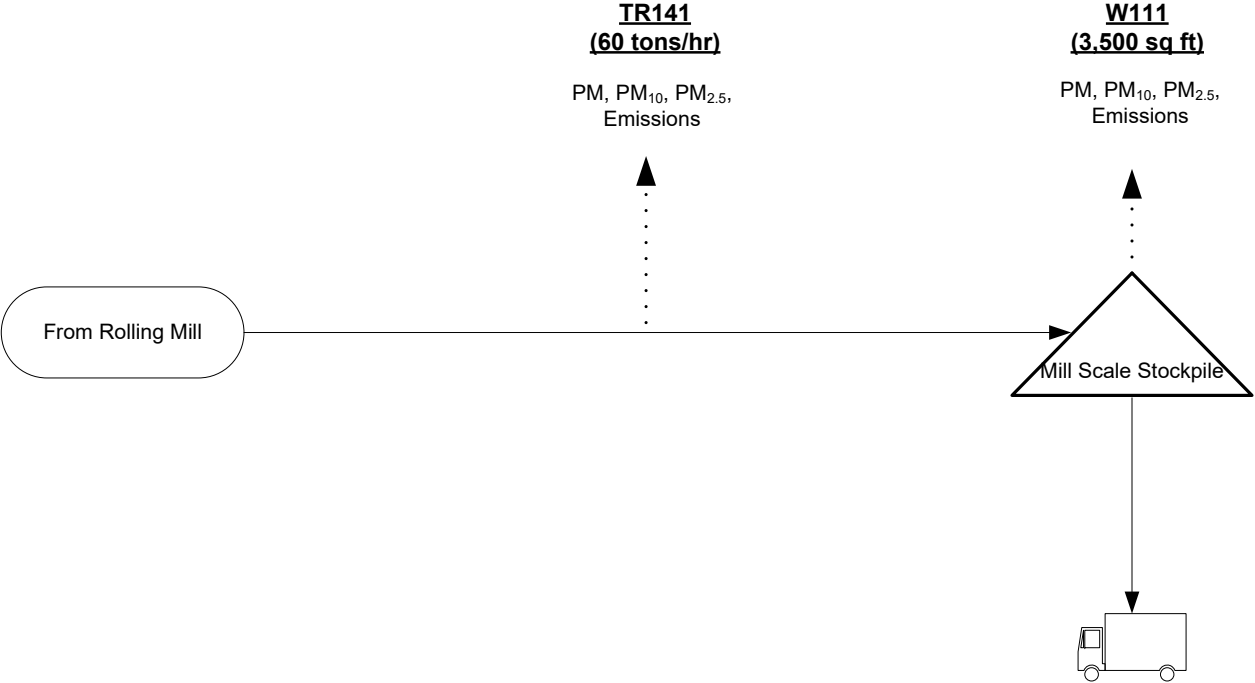 TR141
(60 tons/hr)
PM, PM₁₀, PM₂.₅,
Emissions
W111
(3,500 sq ft)
PM, PM₁₀, PM₂.₅,
Emissions
From Rolling Mill
Mill Scale Stockpile